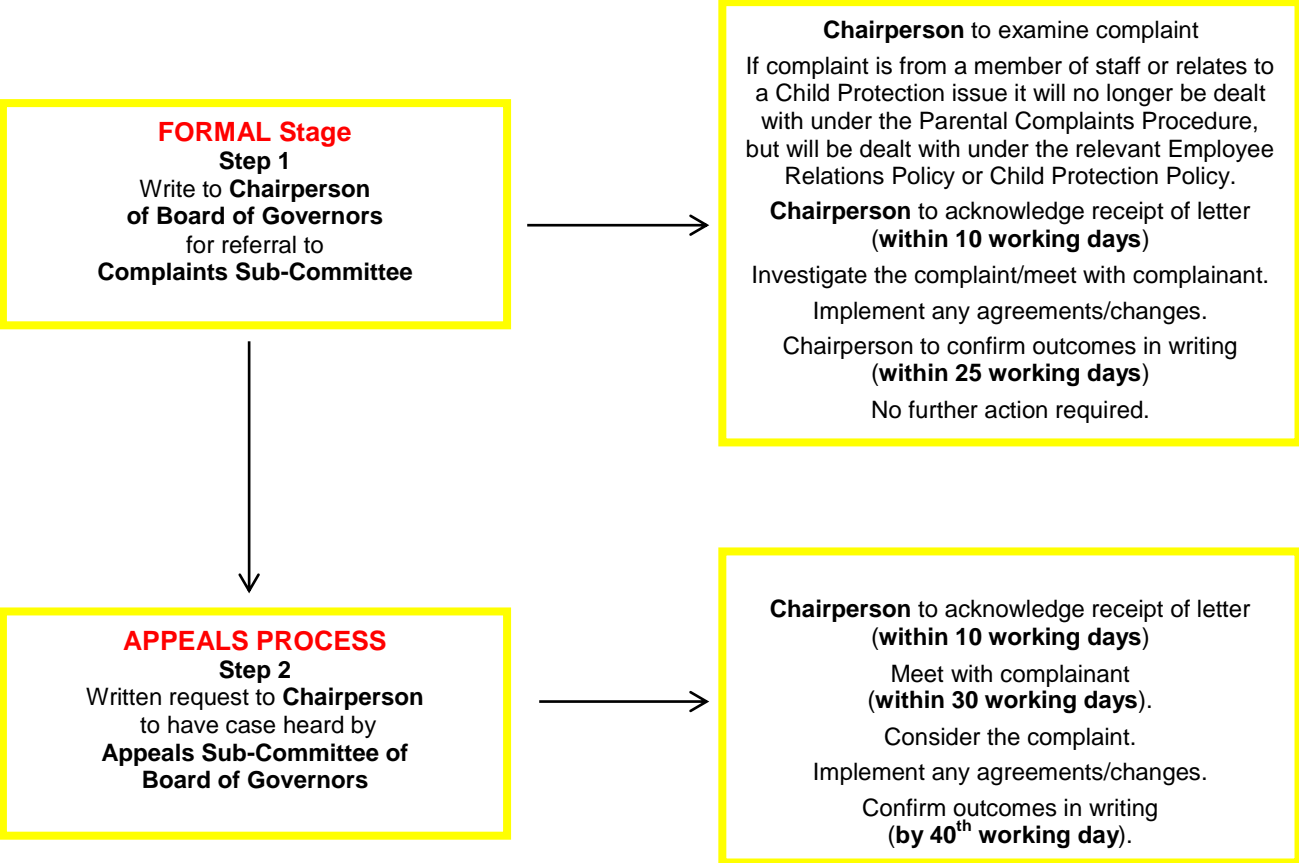 FORMAL Stage
Step 1
Write to Chairperson
of Board of Governors
for referral to
Complaints Sub-Committee
Chairperson to examine complaint
If complaint is from a member of staff or relates to
a Child Protection issue it will no longer be dealt
with under the Parental Complaints Procedure,
but will be dealt with under the relevant Employee
Relations Policy or Child Protection Policy.
Chairperson to acknowledge receipt of letter
(within 10 working days)
Investigate the complaint/meet with complainant.
Implement any agreements/changes.
Chairperson to confirm outcomes in writing
(within 25 working days)
No further action required.
APPEALS PROCESS
Step 2
Written request to Chairperson
to have case heard by
Appeals Sub-Committee of
Board of Governors
Chairperson to acknowledge receipt of letter
(within 10 working days)
Meet with complainant
(within 30 working days).
Consider the complaint.
Implement any agreements/changes.
Confirm outcomes in writing
(by 40th working day).